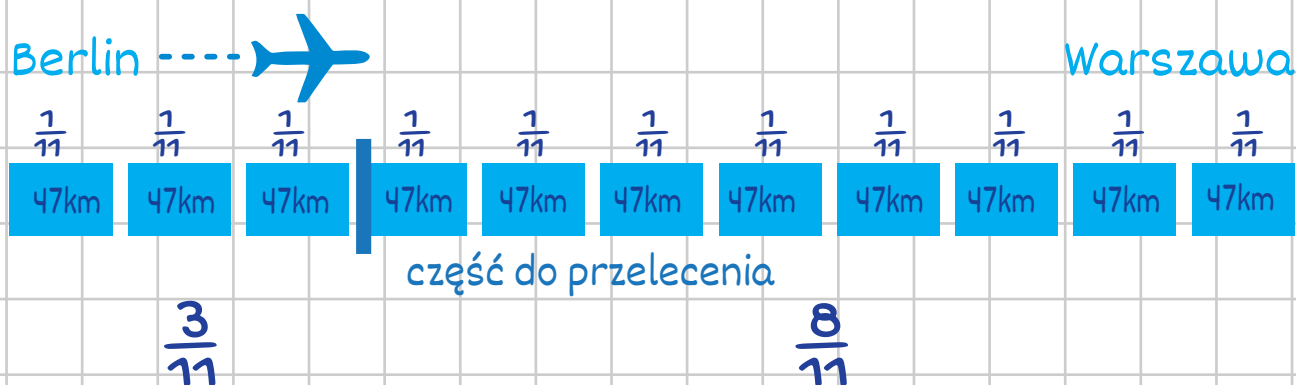 Berlin Warszawa
1/11 1/11 1/11 1/11 1/11 1/11 1/11 1/11 1/11 1/11 1/11
47km 47km 47km 47km 47km 47km 47km 47km 47km 47km 47km
część do przelecenia
3/11 8/11